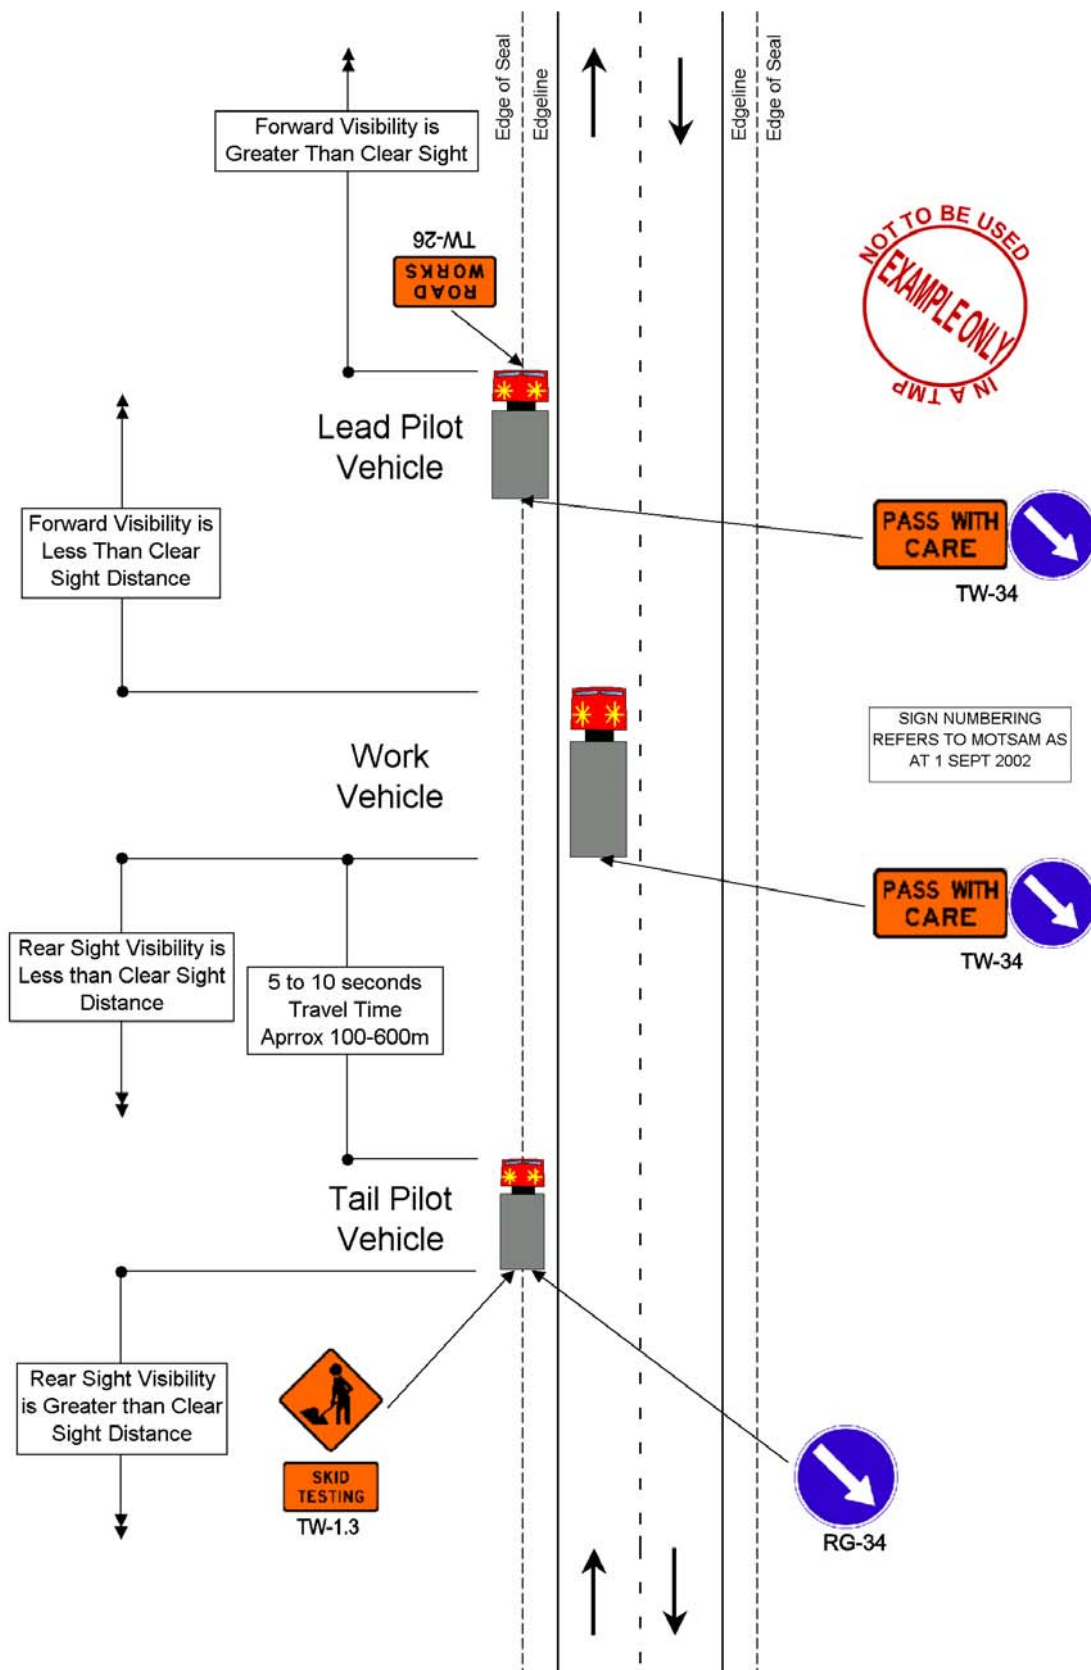 Edge of Seal
Edgeline
Edgeline
Edge of Seal
Forward Visibility is
Greater Than Clear Sight
TW-26
ROAD
WORKS
NOT TO BE USED
EXAMPLE ONLY
IN A TMP
Lead Pilot
Vehicle
Forward Visibility is
Less Than Clear
Sight Distance
PASS WITH
CARE
TW-34
SIGN NUMBERING
REFERS TO MOTSAM AS
AT 1 SEPT 2002
Work
Vehicle
PASS WITH
CARE
TW-34
Rear Sight Visibility is
Less than Clear Sight
Distance
5 to 10 seconds
Travel Time
Aprrox 100-600m
Tail Pilot
Vehicle
Rear Sight Visibility
is Greater than Clear
Sight Distance
SKID
TESTING
TW-1.3
RG-34